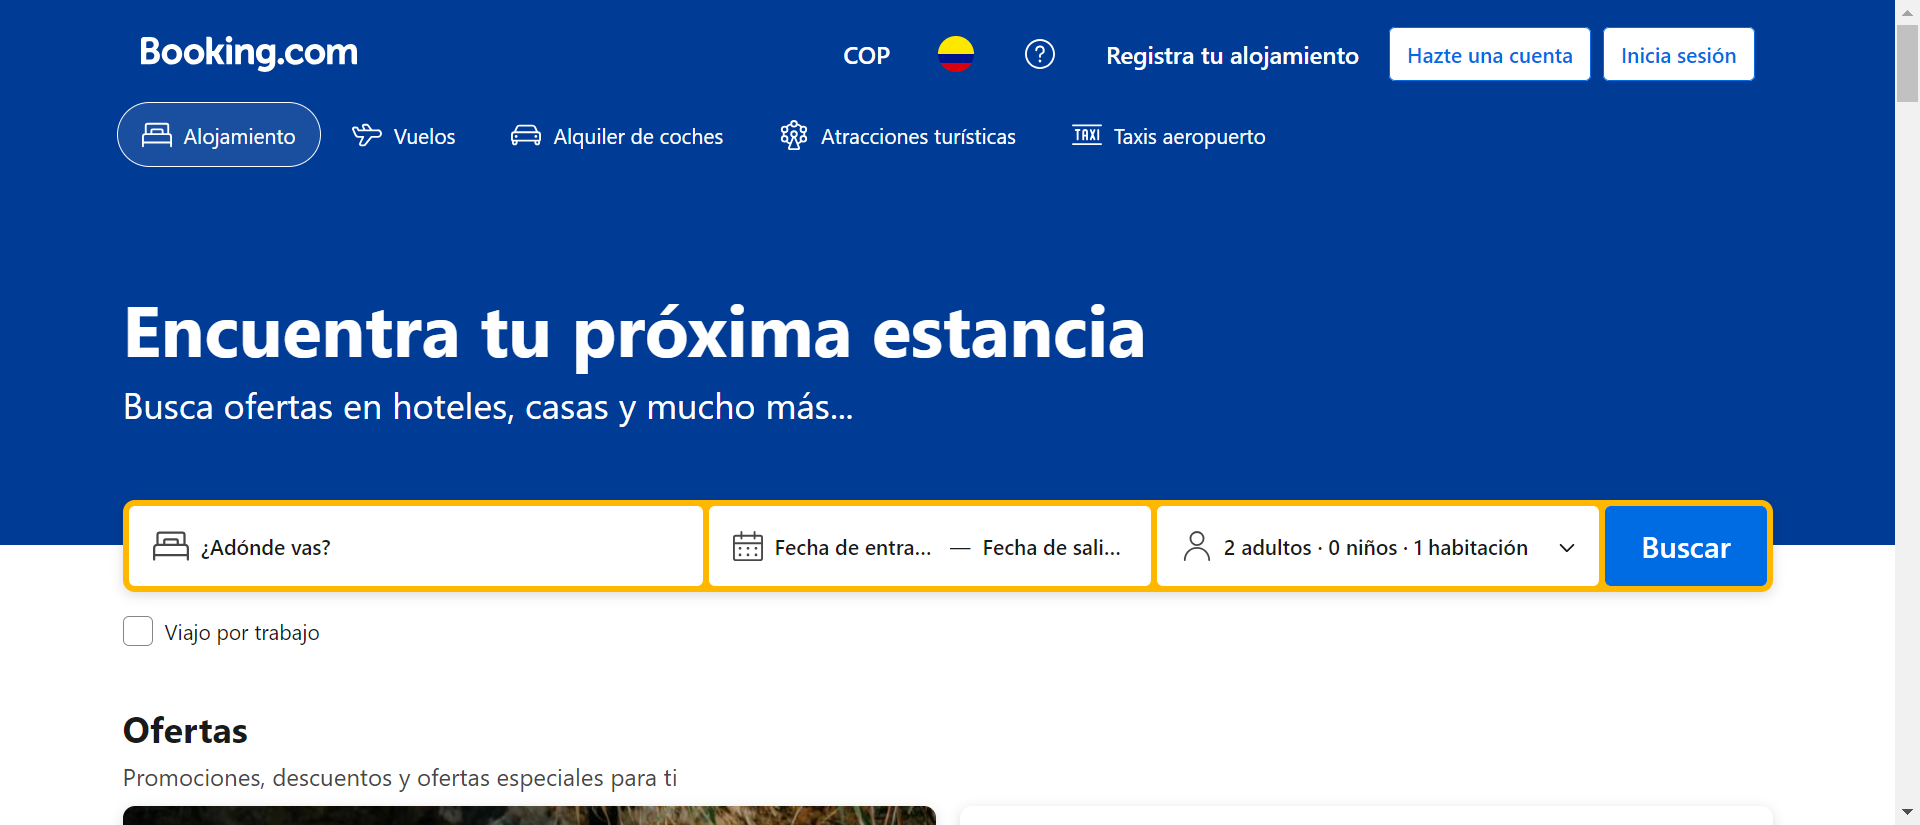 Booking.com
COP
Registra tu alojamiento
Hazte una cuenta
Inicia sesión
Alojamiento
Vuelos
Alquiler de coches
Atracciones turísticas
TAXI
Taxis aeropuerto
Encuentra tu próxima estancia
Busca ofertas en hoteles, casas y mucho más...
¿Adónde vas?
Fecha de entra... — Fecha de sali...
2 adultos · 0 niños · 1 habitación
Buscar
Viajo por trabajo
Ofertas
Promociones, descuentos y ofertas especiales para ti